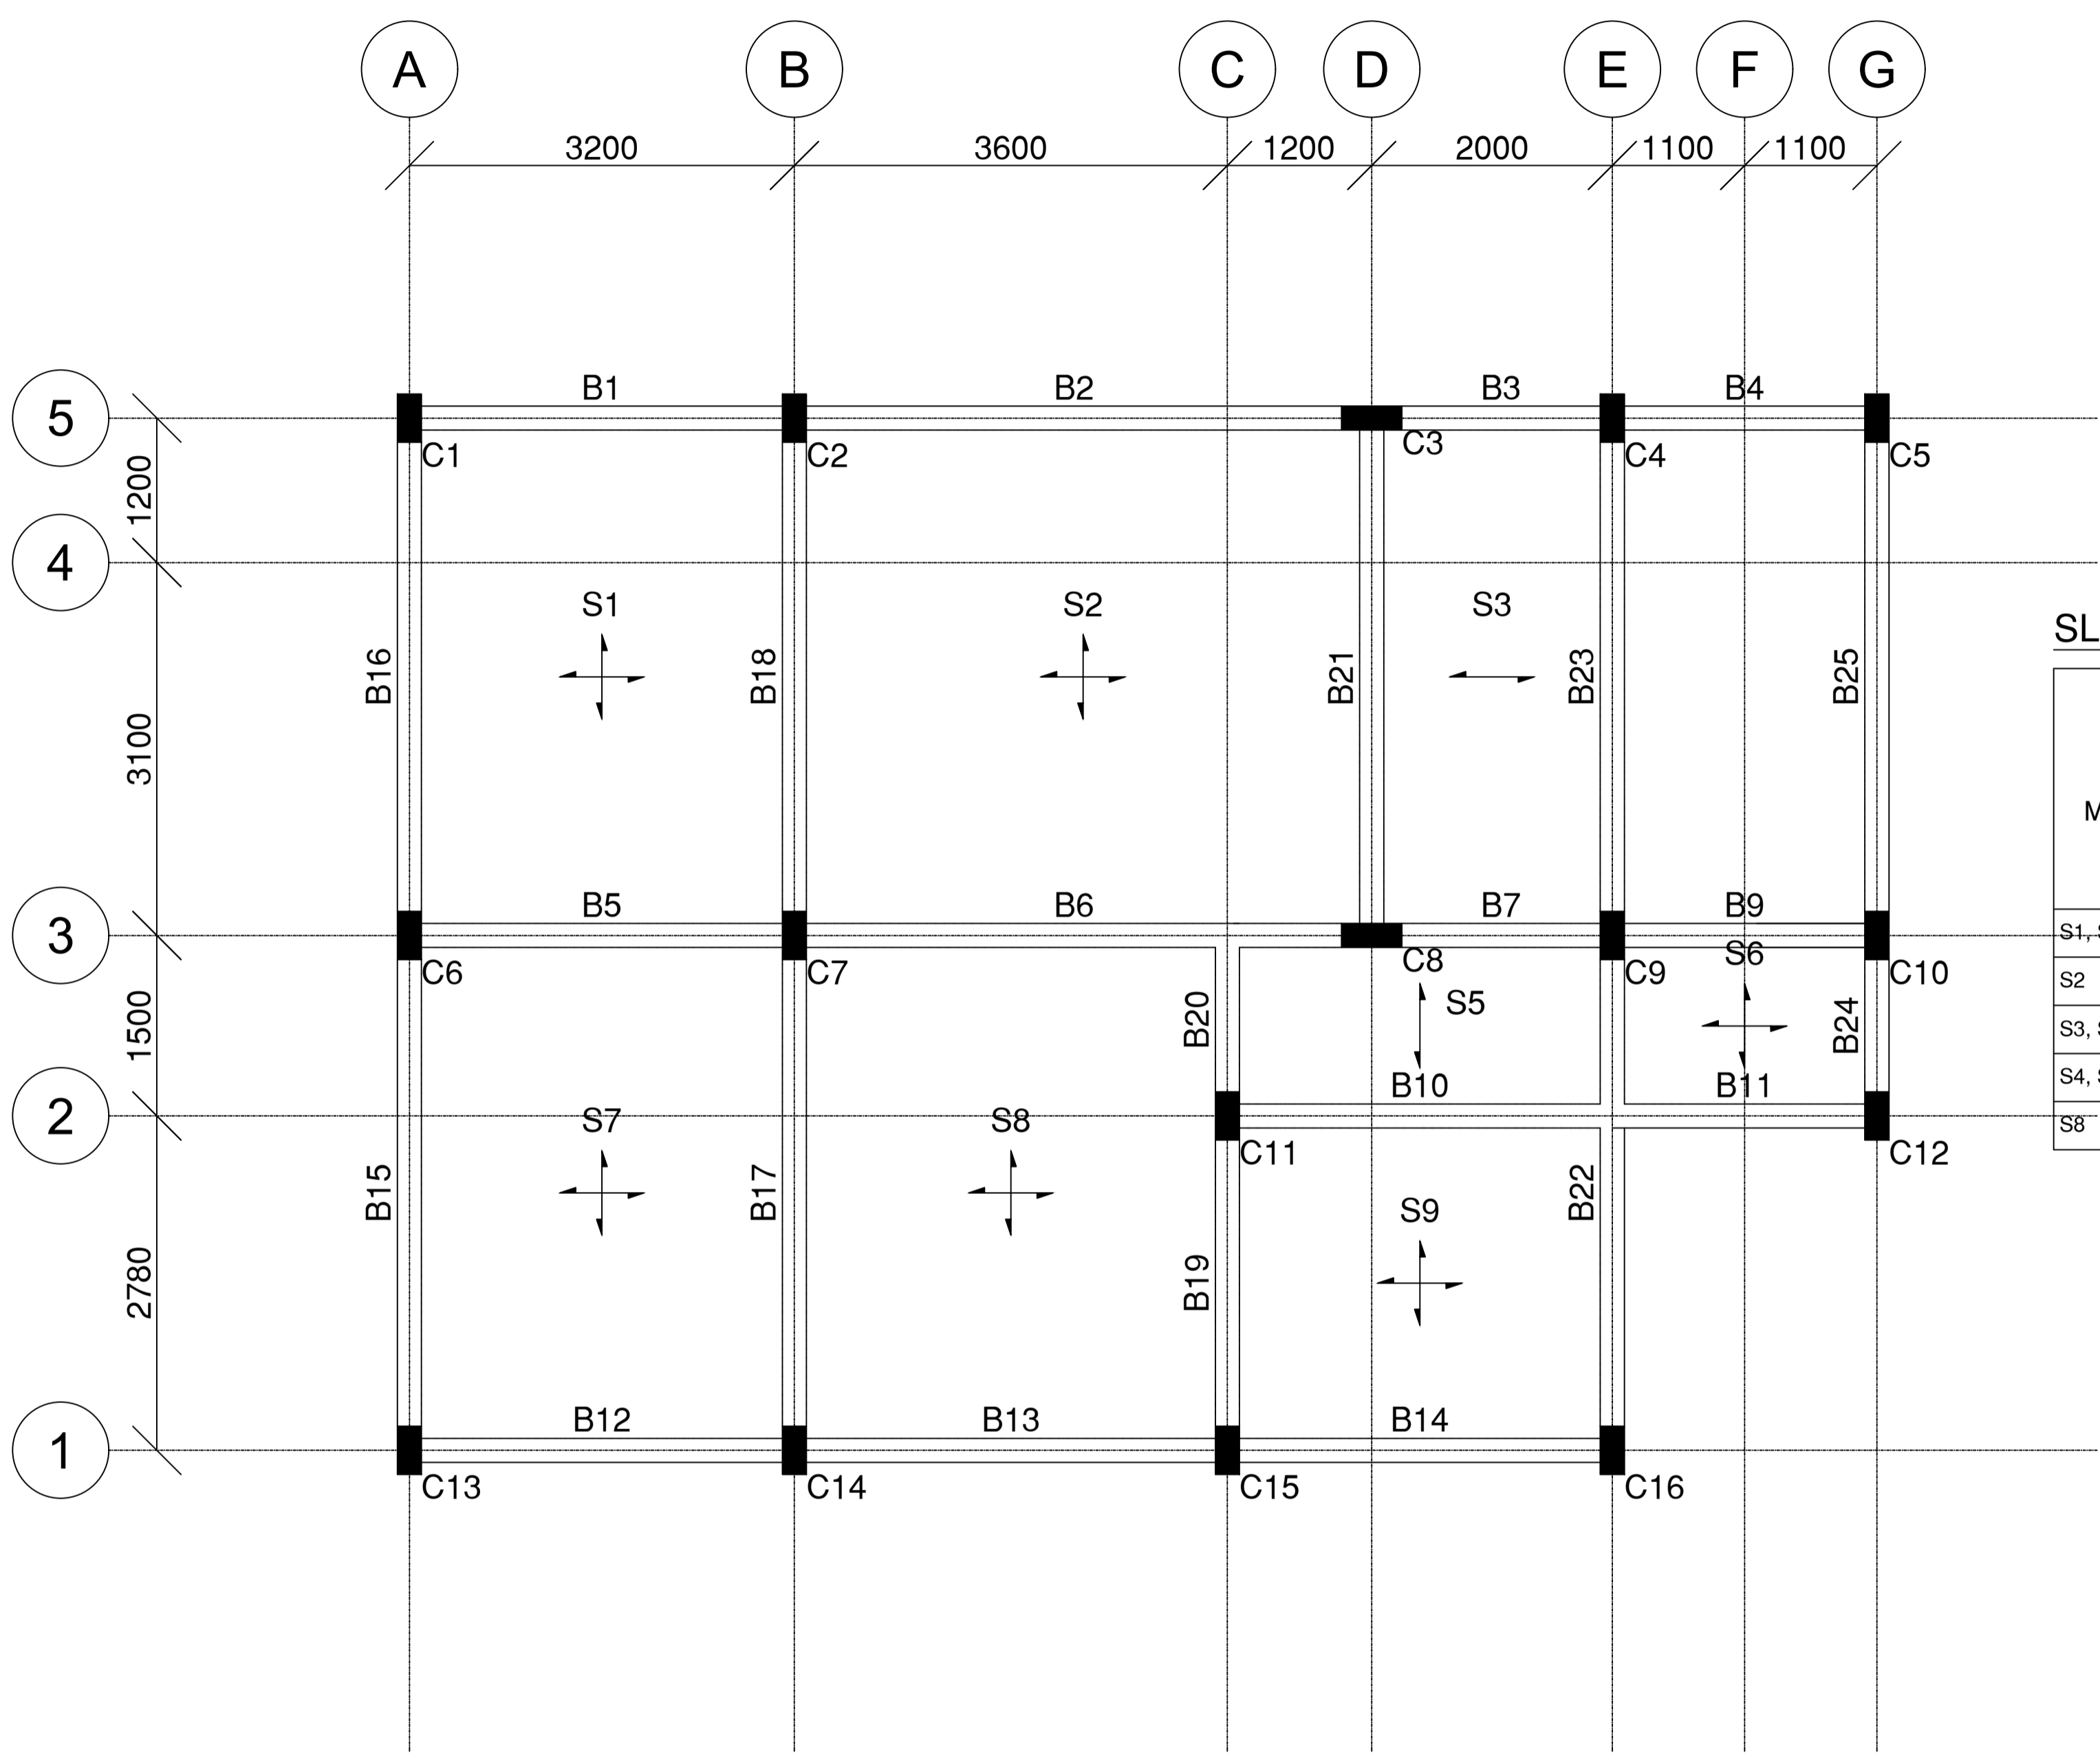 A B C D E F G
3200 3600 1200 2000 1100 1100
B1 B2 B3 B4
5
C1 C2 C3 C4 C5
1200
4
S1 S2 S3
SL
B16 B18 B21 B23 B25
3100
M
B5 B6 B7 B9
3
S1, S
C6 C7 C8 C9 S6 C10
S2
1500
B20 S5 B24
S3, S
B10 B11
S4, S
2
S7 S8
S8
C11 C12
B15 B17 B22
S9
2780
B19
B12 B13 B14
1
C13 C14 C15 C16